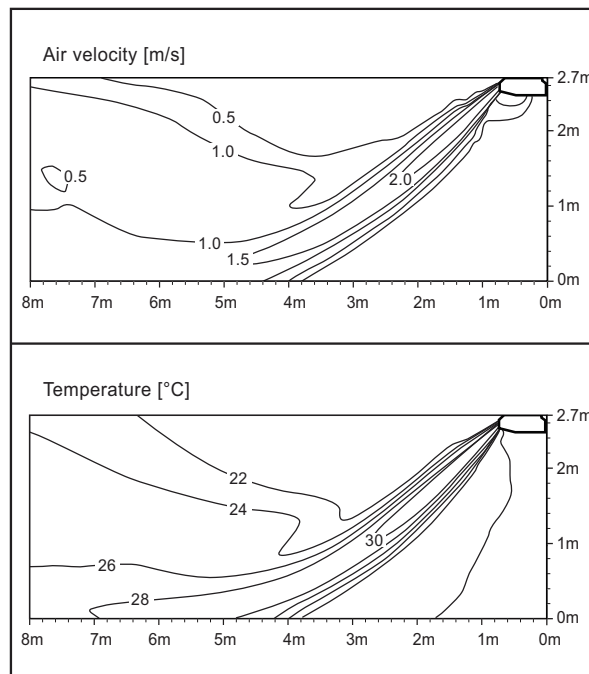 Air velocity [m/s]
2.7m
0.5
2m
1.0
0.5
2.0
1m
1.0
1.5
0m
8m 7m 6m 5m 4m 3m 2m 1m 0m
Temperature [°C]
2.7m
2m
22
24
30
1m
26
28
0m
8m 7m 6m 5m 4m 3m 2m 1m 0m